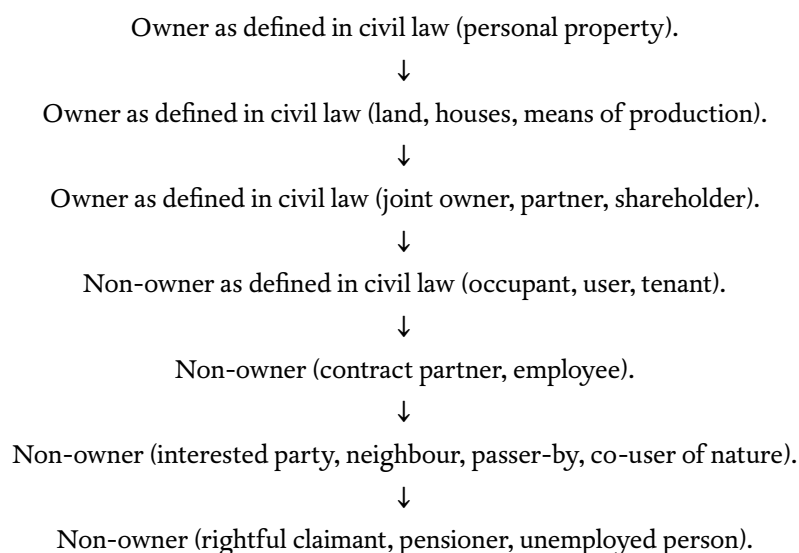 Owner as defined in civil law (personal property).
↓
Owner as defined in civil law (land, houses, means of production).
↓
Owner as defined in civil law (joint owner, partner, shareholder).
↓
Non-owner as defined in civil law (occupant, user, tenant).
↓
Non-owner (contract partner, employee).
↓
Non-owner (interested party, neighbour, passer-by, co-user of nature).
↓
Non-owner (rightful claimant, pensioner, unemployed person).